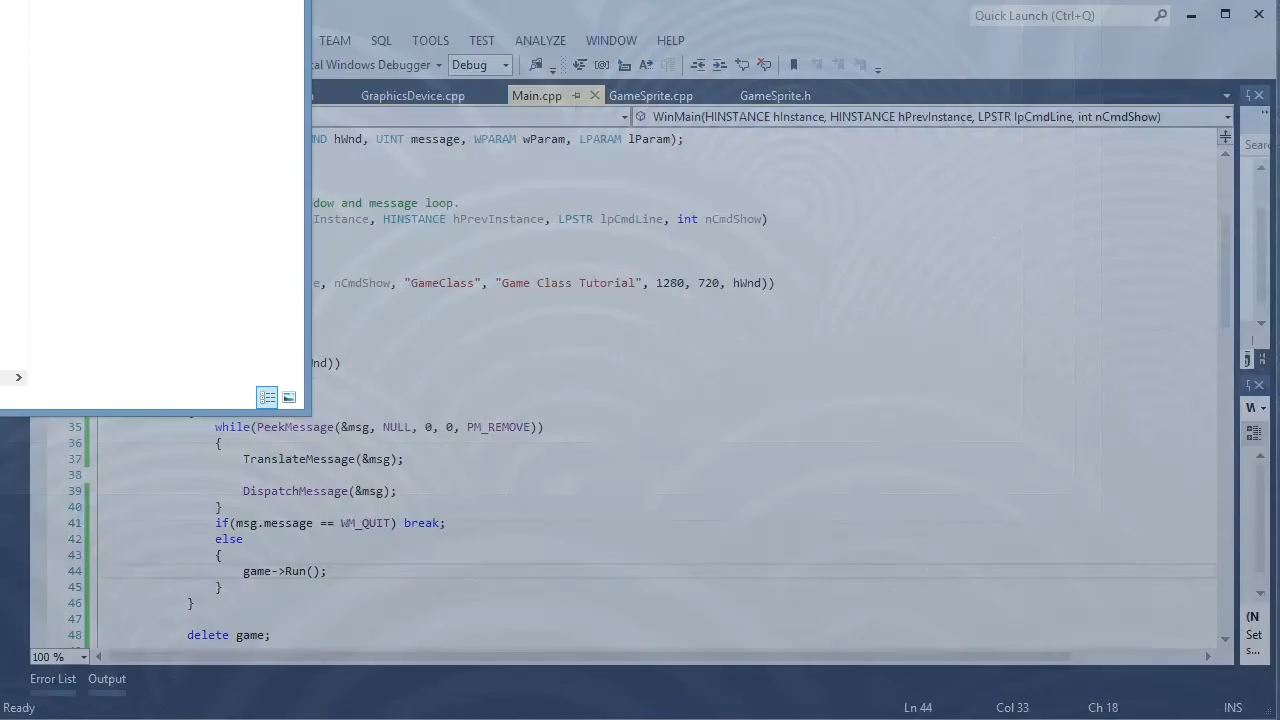 Quick Launch (Ctrl+Q)
TEAM SQL TOOLS TEST ANALYZE WINDOW HELP
al Windows Debugger Debug
GraphicsDevice.cpp Main.cpp GameSprite.cpp GameSprite.h
WinMain(HINSTANCE hInstance, HINSTANCE hPrevInstance, LPSTR lpCmdLine, int nCmdShow)
ND hWnd, UINT message, WPARAM wParam, LPARAM lParam);
Sear
dow and message loop.
Instance, HINSTANCE hPrevInstance, LPSTR lpCmdLine, int nCmdShow)
e, nCmdShow, "GameClass", "Game Class Tutorial", 1280, 720, hWnd))
nd))
35 while(PeekMessage(&msg, NULL, 0, 0, PM_REMOVE))
36 {
37 TranslateMessage(&msg);
38
39 DispatchMessage(&msg);
40 }
41 if(msg.message == WM_QUIT) break;
42 else
43 {
44 game->Run();
45 }
46 }
47
48 delete game;
(N
Set
s...
100 %
Error List Output
Ready Ln 44 Col 33 Ch 18 INS